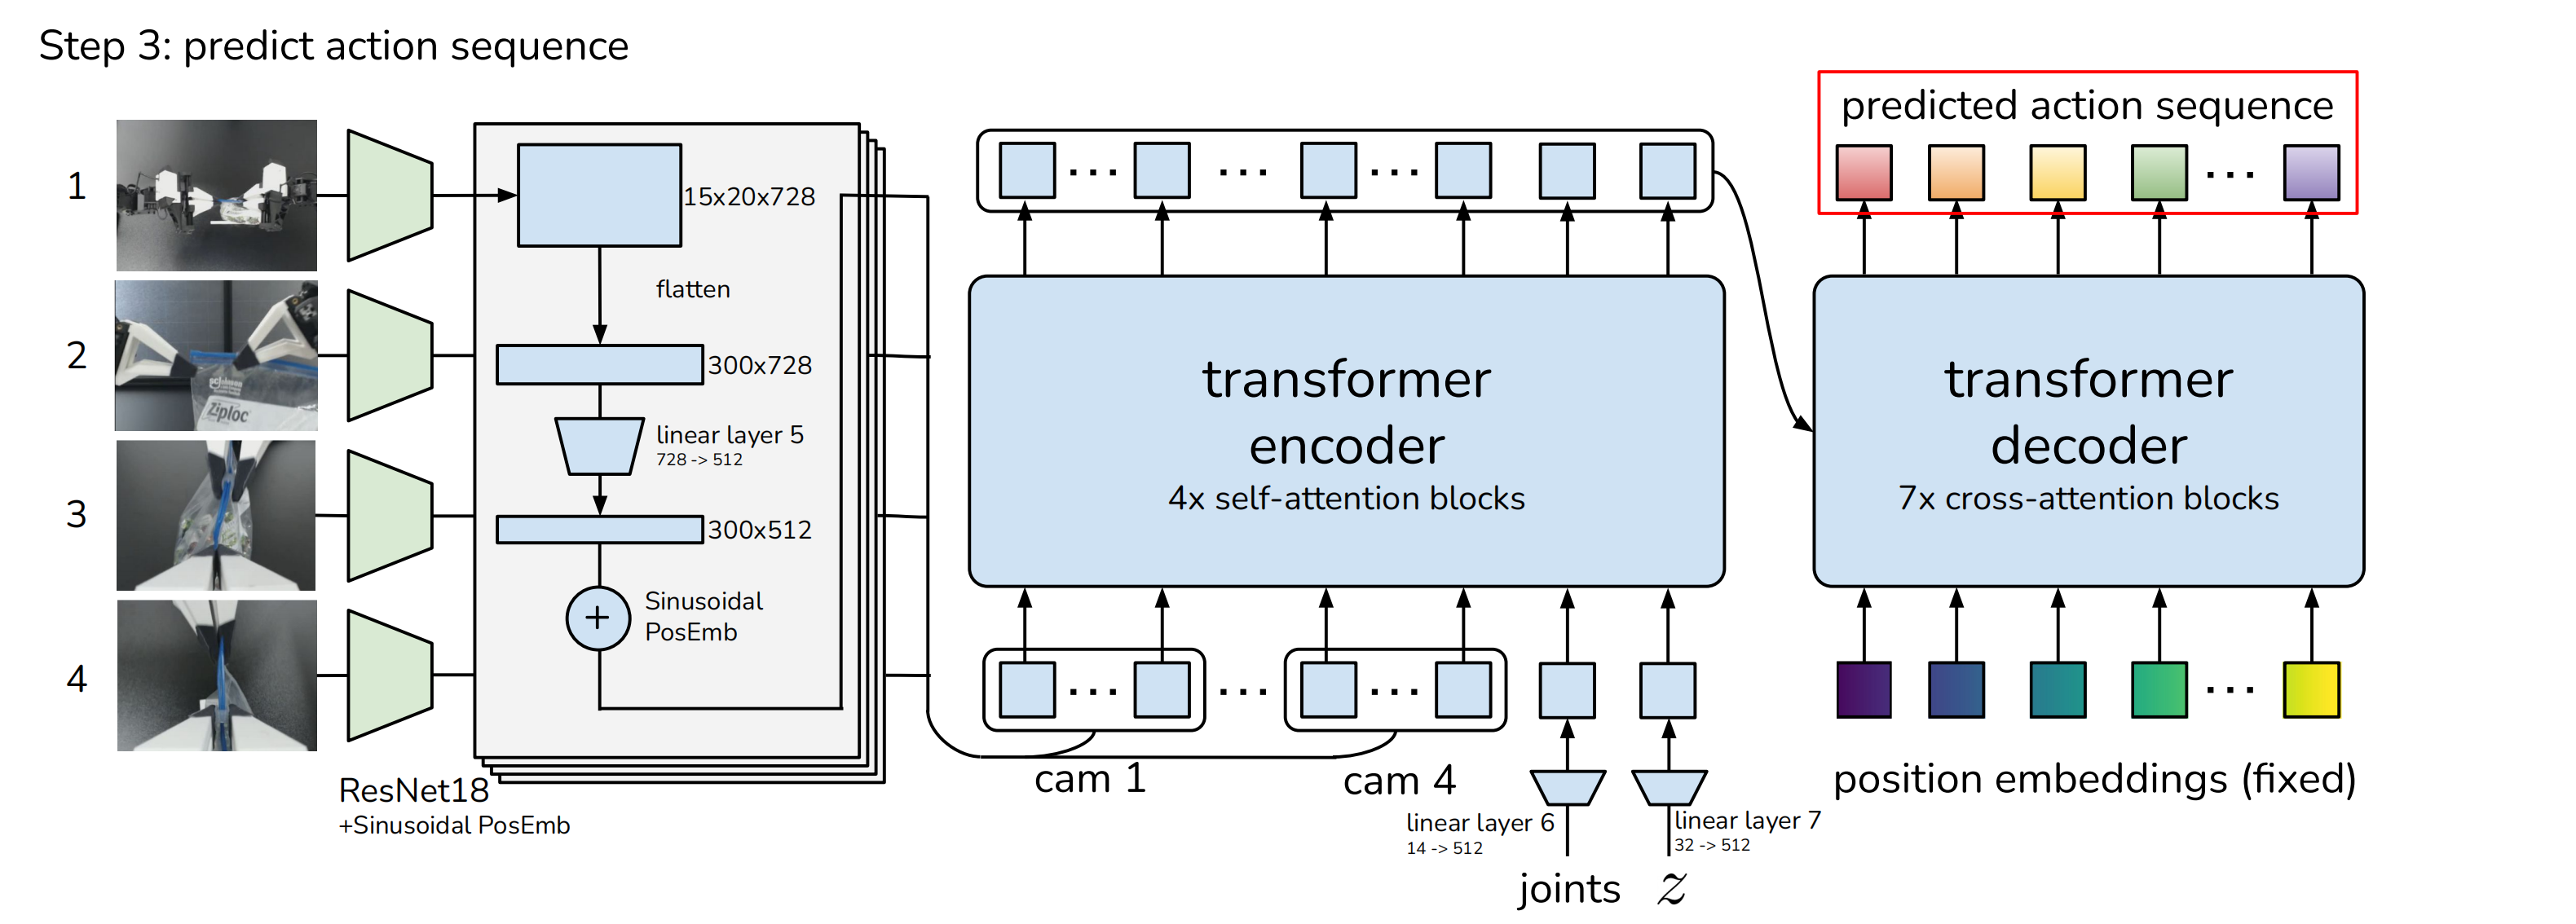 Step 3: predict action sequence
1
2
3
4
Ziploc
ResNet18
+Sinusoidal PosEmb
15x20x728
flatten
300x728
linear layer 5
728 -> 512
300x512
+
Sinusoidal
PosEmb
transformer
encoder
4x self-attention blocks
cam 1
cam 4
linear layer 6
14 -> 512
joints
linear layer 7
32 -> 512
z
predicted action sequence
transformer
decoder
7x cross-attention blocks
position embeddings (fixed)